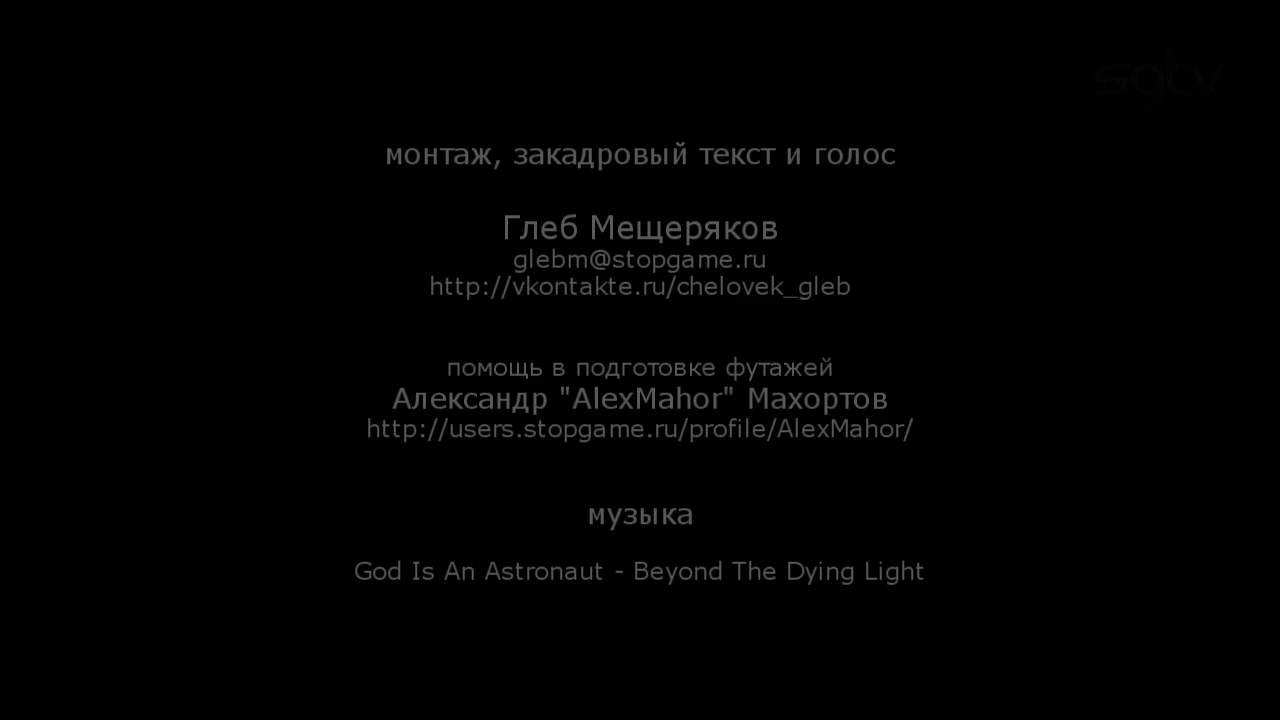 SGTV
монтаж, закадровый текст и голос
Глеб Мещеряков
glebm@stopgame.ru
http://vkontakte.ru/chelovek_gleb
помощь в подготовке футажей
Александр "AlexMahor" Махортов
http://users.stopgame.ru/profile/AlexMahor/
музыка
God Is An Astronaut - Beyond The Dying Light